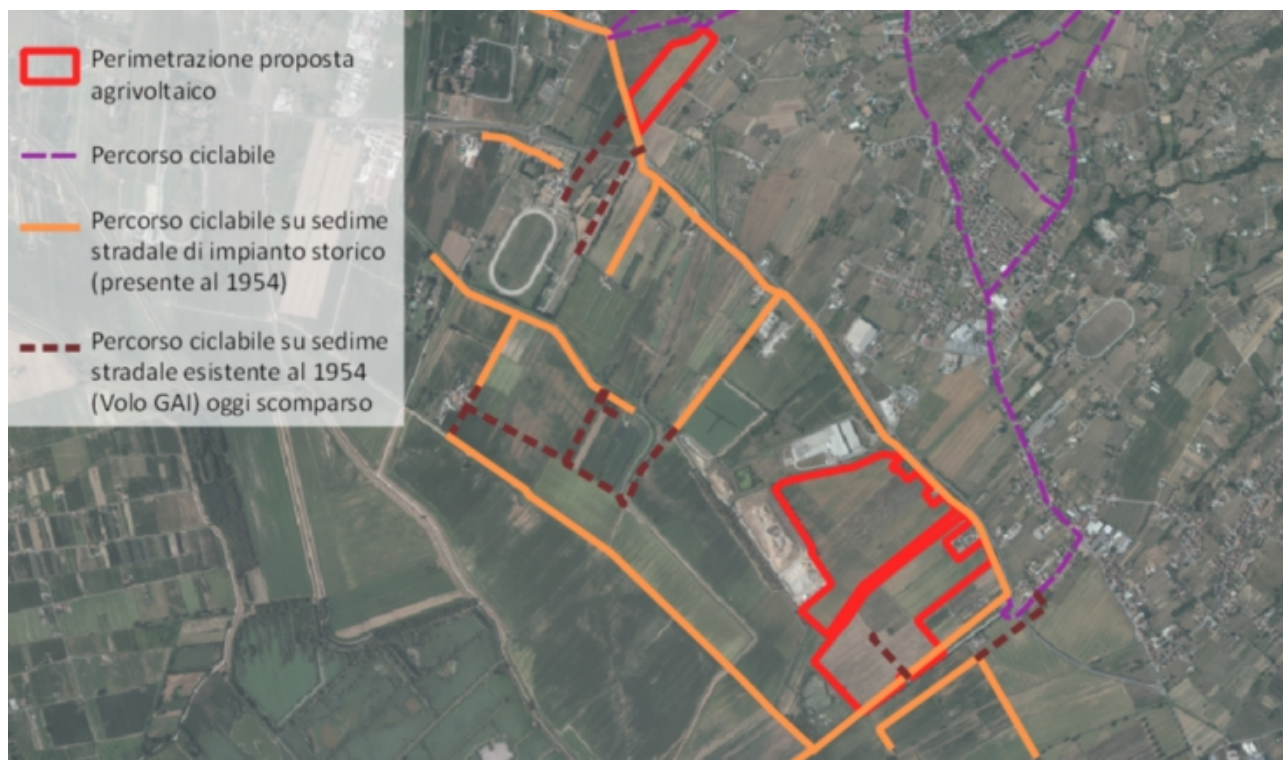 Perimetrazione proposta
agrivoltaico
Percorso ciclabile
Percorso ciclabile su sedime
stradale di impianto storico
(presente al 1954)
Percorso ciclabile su sedime
stradale esistente al 1954
(Volo GAI) oggi scomparso